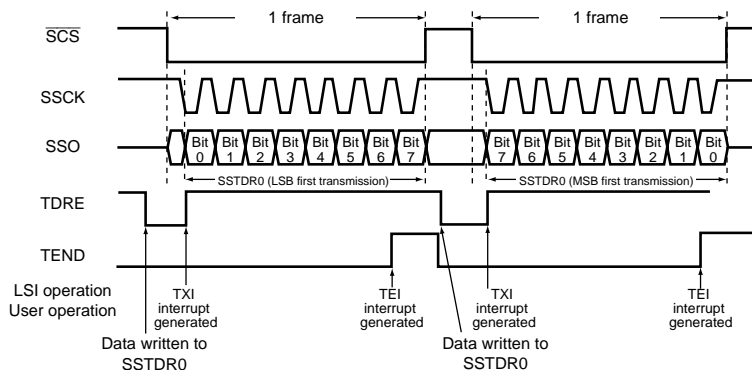 1 frame 1 frame
SCS
SSCK
SSO Bit 0 Bit 1 Bit 2 Bit 3 Bit 4 Bit 5 Bit 6 Bit 7 Bit 7 Bit 6 Bit 5 Bit 4 Bit 3 Bit 2 Bit 1 Bit 0
SSTDR0 (LSB first transmission) SSTDR0 (MSB first transmission)
TDRE
TEND
LSI operation
User operation
TXI interrupt generated
TEI interrupt generated
TXI interrupt generated
TEI interrupt generated
Data written to SSTDR0
Data written to SSTDR0